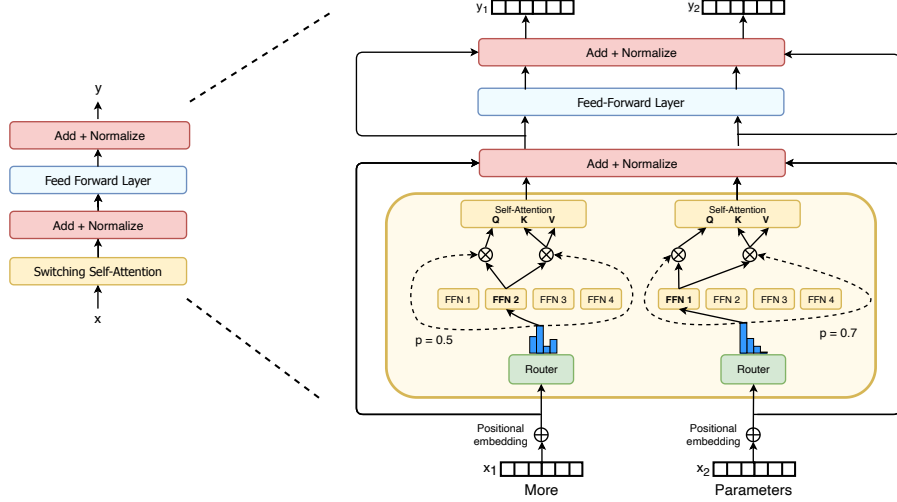 y
Add + Normalize
Feed Forward Layer
Add + Normalize
Switching Self-Attention
x
y1
y2
Add + Normalize
Feed-Forward Layer
Add + Normalize
Self-Attention
Q K V
Self-Attention
Q K V
FFN 1 FFN 2 FFN 3 FFN 4
FFN 1 FFN 2 FFN 3 FFN 4
p = 0.5
p = 0.7
Router
Router
Positional
embedding
Positional
embedding
x1
x2
More
Parameters